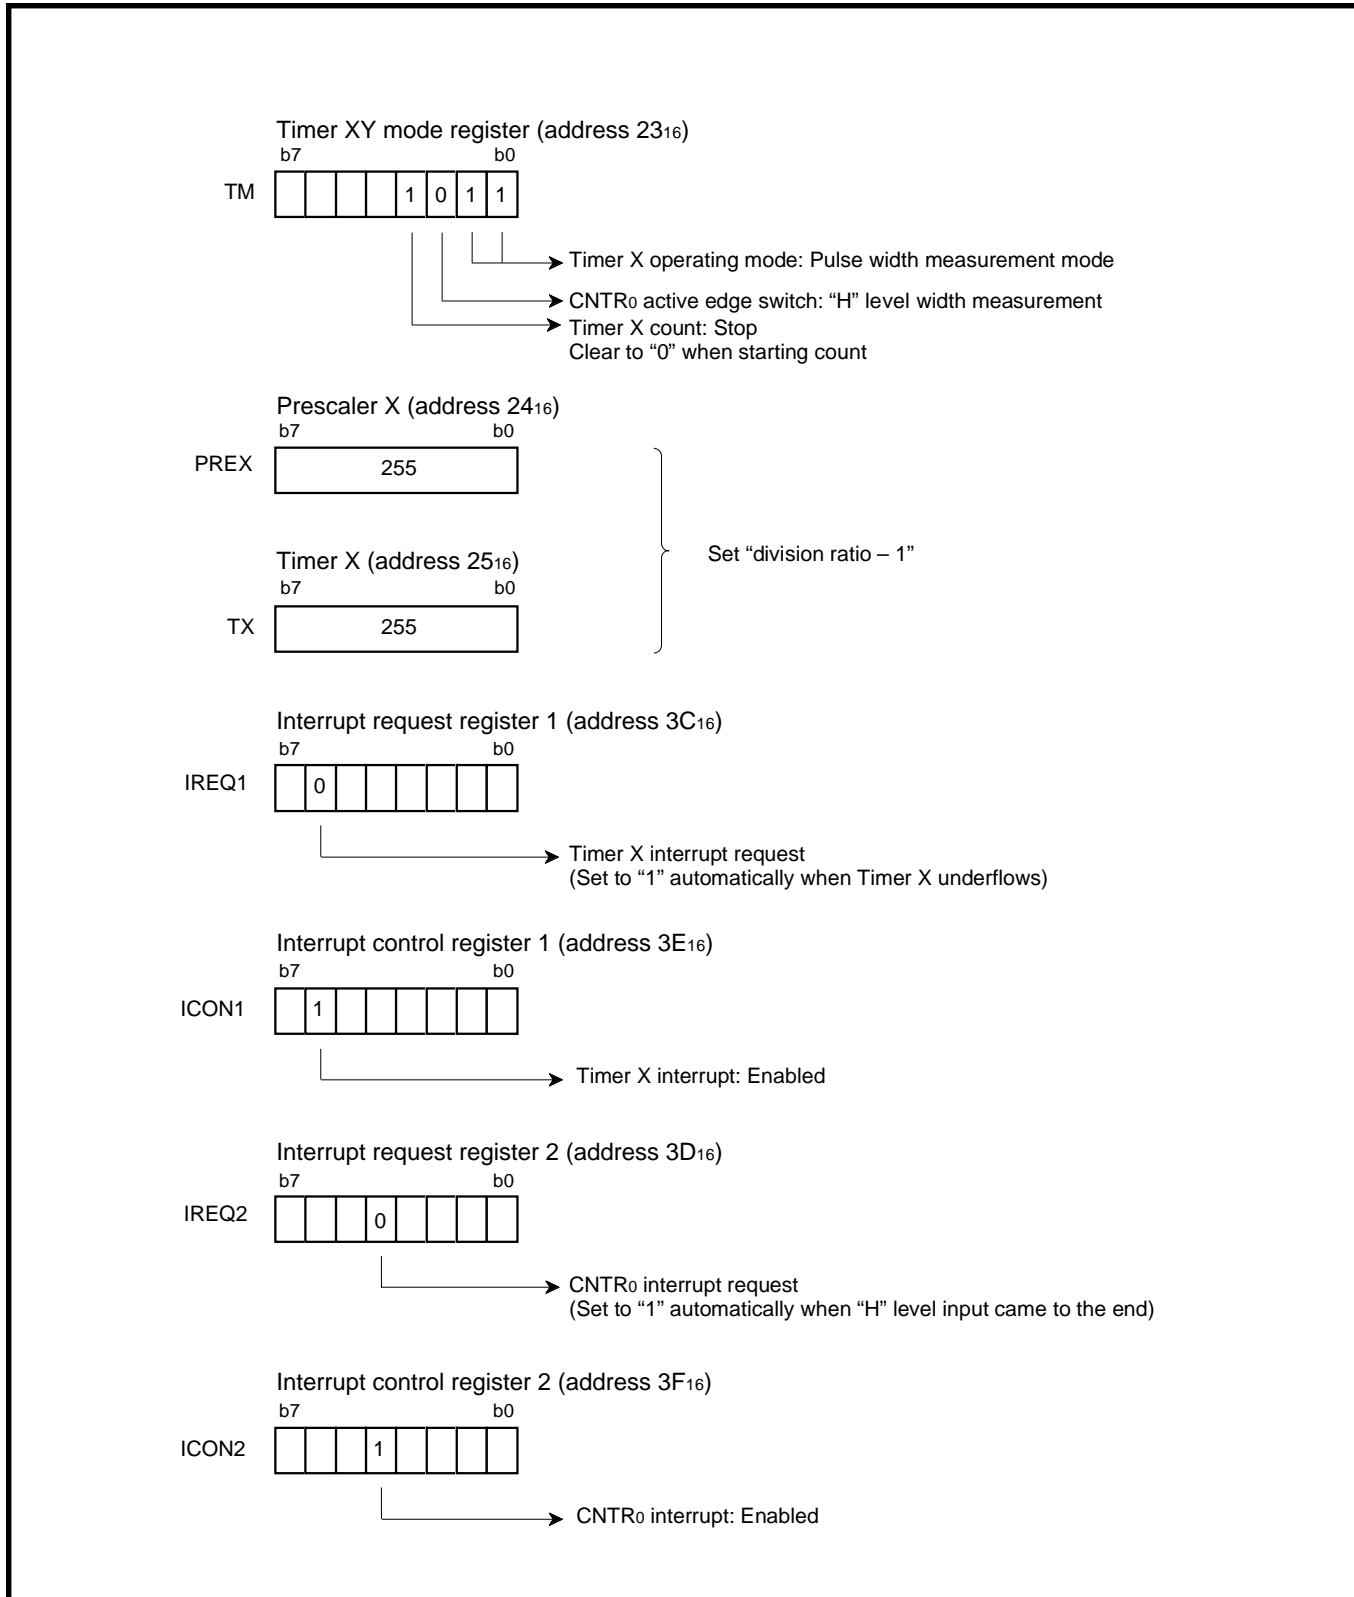 Timer XY mode register (address 2316)
b7 b0
TM 1 0 1 1
Timer X operating mode: Pulse width measurement mode
CNTR0 active edge switch: “H” level width measurement
Timer X count: Stop
Clear to “0” when starting count
Prescaler X (address 2416)
b7 b0
PREX 255
Set “division ratio – 1”
Timer X (address 2516)
b7 b0
TX 255
Interrupt request register 1 (address 3C16)
b7 b0
IREQ1 0
Timer X interrupt request
(Set to “1” automatically when Timer X underflows)
Interrupt control register 1 (address 3E16)
b7 b0
ICON1 1
Timer X interrupt: Enabled
Interrupt request register 2 (address 3D16)
b7 b0
IREQ2 0
CNTR0 interrupt request
(Set to “1” automatically when “H” level input came to the end)
Interrupt control register 2 (address 3F16)
b7 b0
ICON2 1
CNTR0 interrupt: Enabled